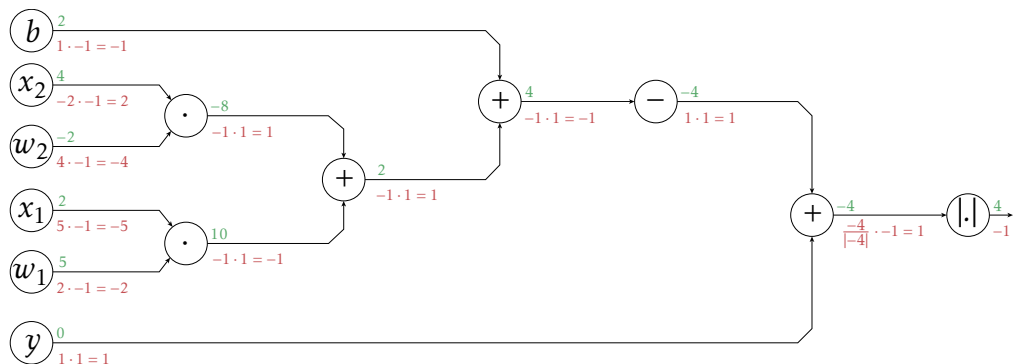 b 2
1 · −1 = −1
x₂ 4
−2 · −1 = 2
w₂ −2
4 · −1 = −4
· −8
−1 · 1 = 1
x₁ 2
5 · −1 = −5
w₁ 5
2 · −1 = −2
· 10
−1 · 1 = −1
+ 2
−1 · 1 = 1
+ 4
−1 · 1 = −1
− −4
1 · 1 = 1
y 0
1 · 1 = 1
+ −4
−4/|−4| · −1 = 1
|.| 4
−1